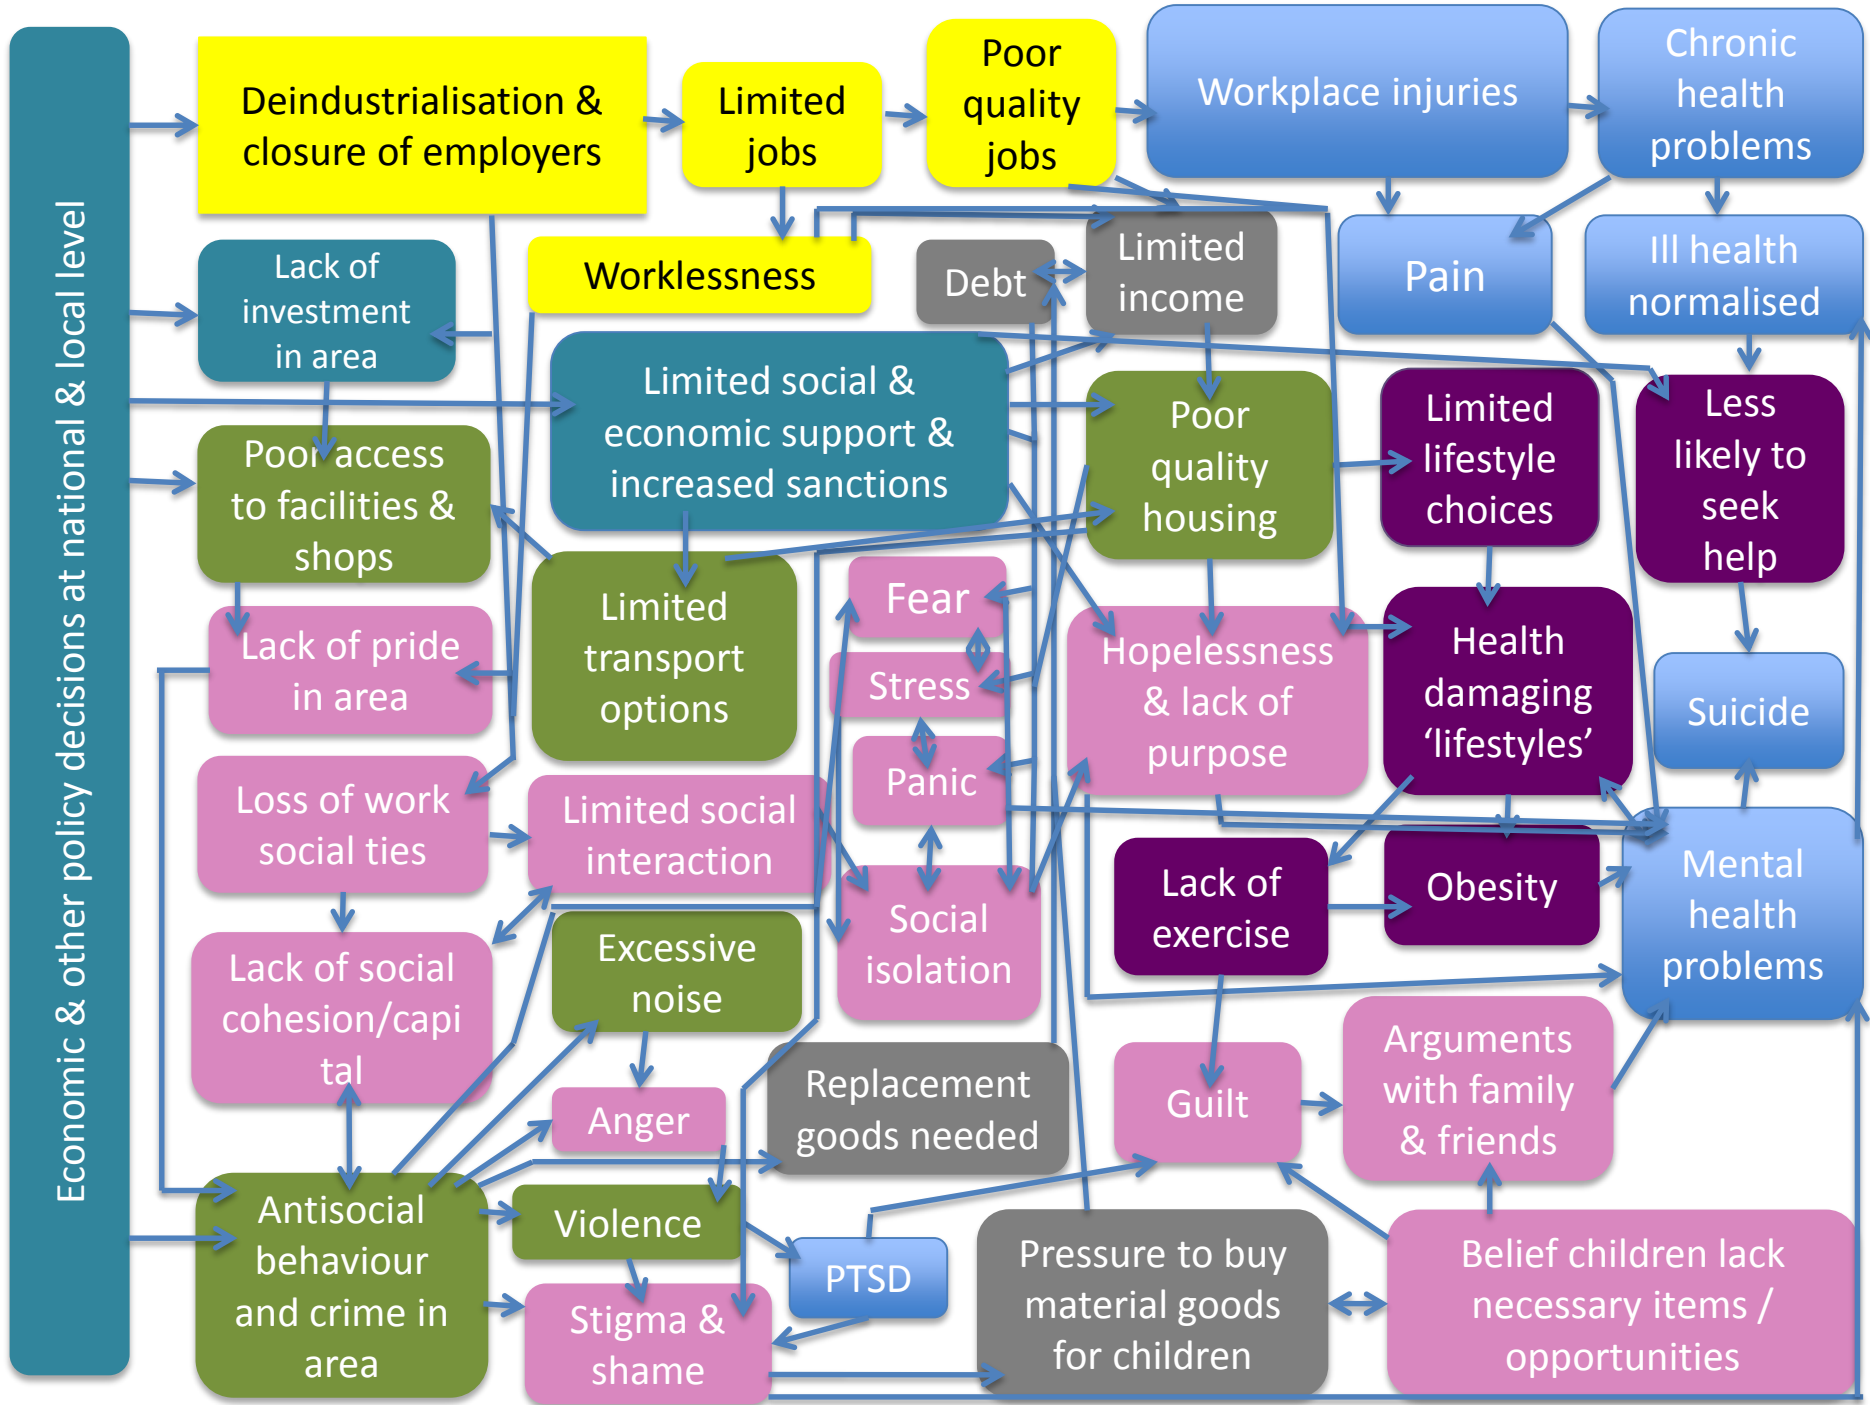 Economic & other policy decisions at national & local level
Deindustrialisation &
closure of employers
Limited
jobs
Poor
quality
jobs
Workplace injuries
Chronic
health
problems
Lack of
investment
in area
Worklessness
Debt
Limited
income
Pain
Ill health
normalised
Limited social &
economic support &
increased sanctions
Poor
quality
housing
Limited
lifestyle
choices
Less
likely to
seek
help
Poor access
to facilities &
shops
Limited
transport
options
Fear
Stress
Panic
Hopelessness
& lack of
purpose
Health
damaging
‘lifestyles’
Suicide
Lack of pride
in area
Loss of work
social ties
Limited social
interaction
Social
isolation
Lack of
exercise
Obesity
Mental
health
problems
Lack of social
cohesion/capi
tal
Excessive
noise
Anger
Replacement
goods needed
Guilt
Arguments
with family
& friends
Antisocial
behaviour
and crime in
area
Violence
Stigma &
shame
PTSD
Pressure to buy
material goods
for children
Belief children lack
necessary items /
opportunities